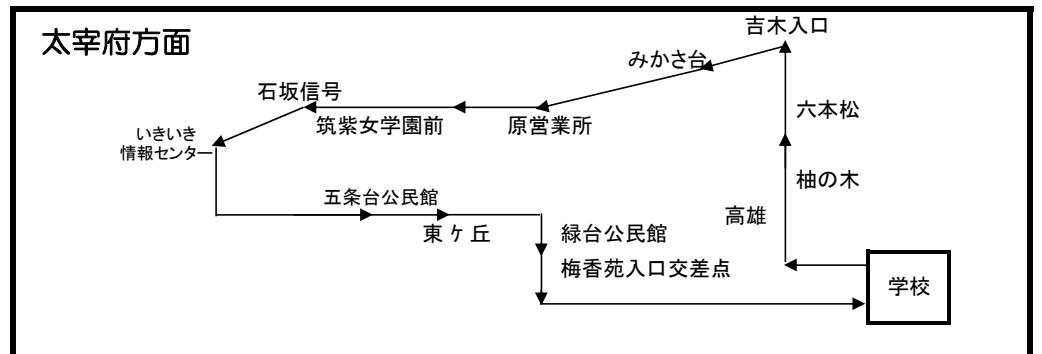 太宰府方面
吉木入口
みかさ台
石坂信号
六本松
筑紫女学園前
原営業所
いきいき
情報センター
柚の木
五条台公民館
高雄
東ケ丘
緑台公民館
梅香苑入口交差点
学校